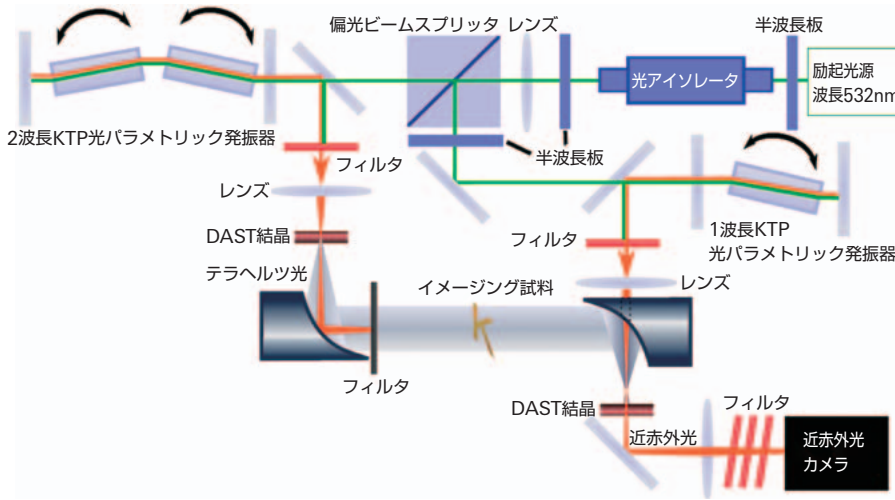 偏光ビームスプリッタ
レンズ
半波長板
光アイソレータ
励起光源
波長532nm
2波長KTP光パラメトリック発振器
フィルタ
半波長板
レンズ
1波長KTP
光パラメトリック発振器
DAST結晶
フィルタ
テラヘルツ光
イメージング試料
レンズ
フィルタ
DAST結晶
フィルタ
近赤外光
近赤外光
カメラ